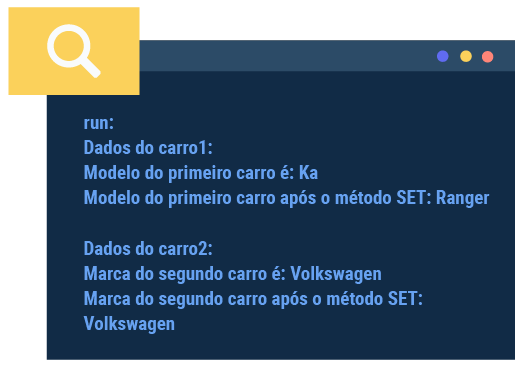 run:
Dados do carro1:
Modelo do primeiro carro é: Ka
Modelo do primeiro carro após o método SET: Ranger
Dados do carro2:
Marca do segundo carro é: Volkswagen
Marca do segundo carro após o método SET:
Volkswagen